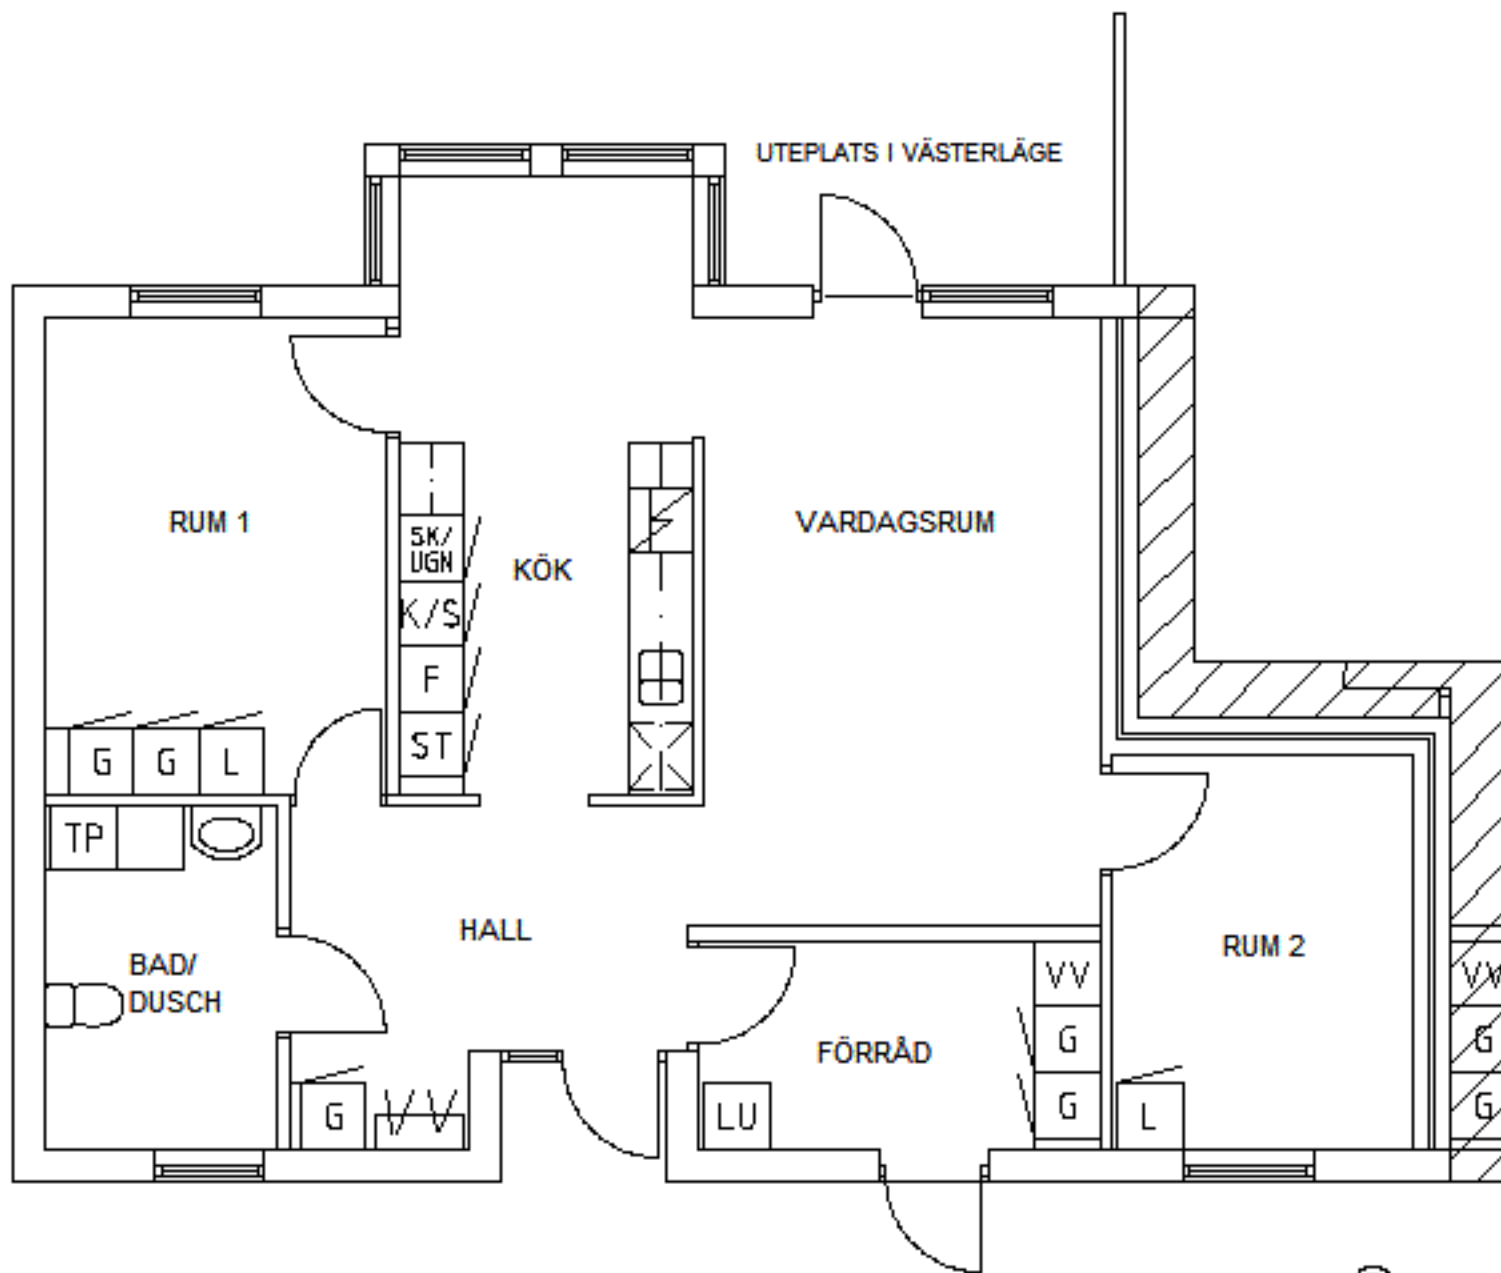 UTEPLATS I VÄSTERLÄGE
RUM 1
SK/
UGN
KÖK
VARDAGSRUM
K/S
F
ST
G G L
TP
HALL
BAD/
DUSCH
RUM 2
VV
VV
G
G
FÖRRÅD
G
G
G
LU
L